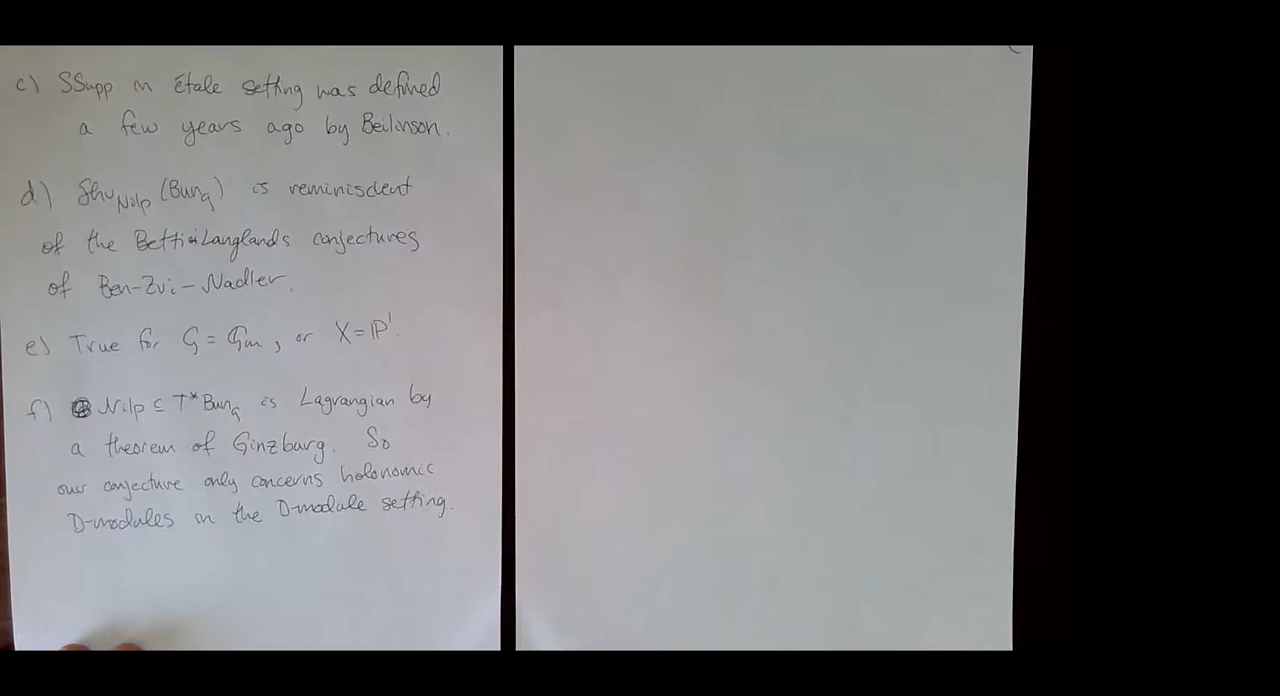 c) SSupp in étale setting was defined
a few years ago by Beilinson.
d) Shv_Nilp (Bun_G) is reminiscent
of the Betti Langlands conjectures
of Ben-Zvi - Nadler.
e) True for G = Gm, or X = P¹.
f) Nilp ⊆ T*Bun_G is Lagrangian by
a theorem of Ginzburg. So
our conjecture only concerns holonomic
D-modules in the D-module setting.